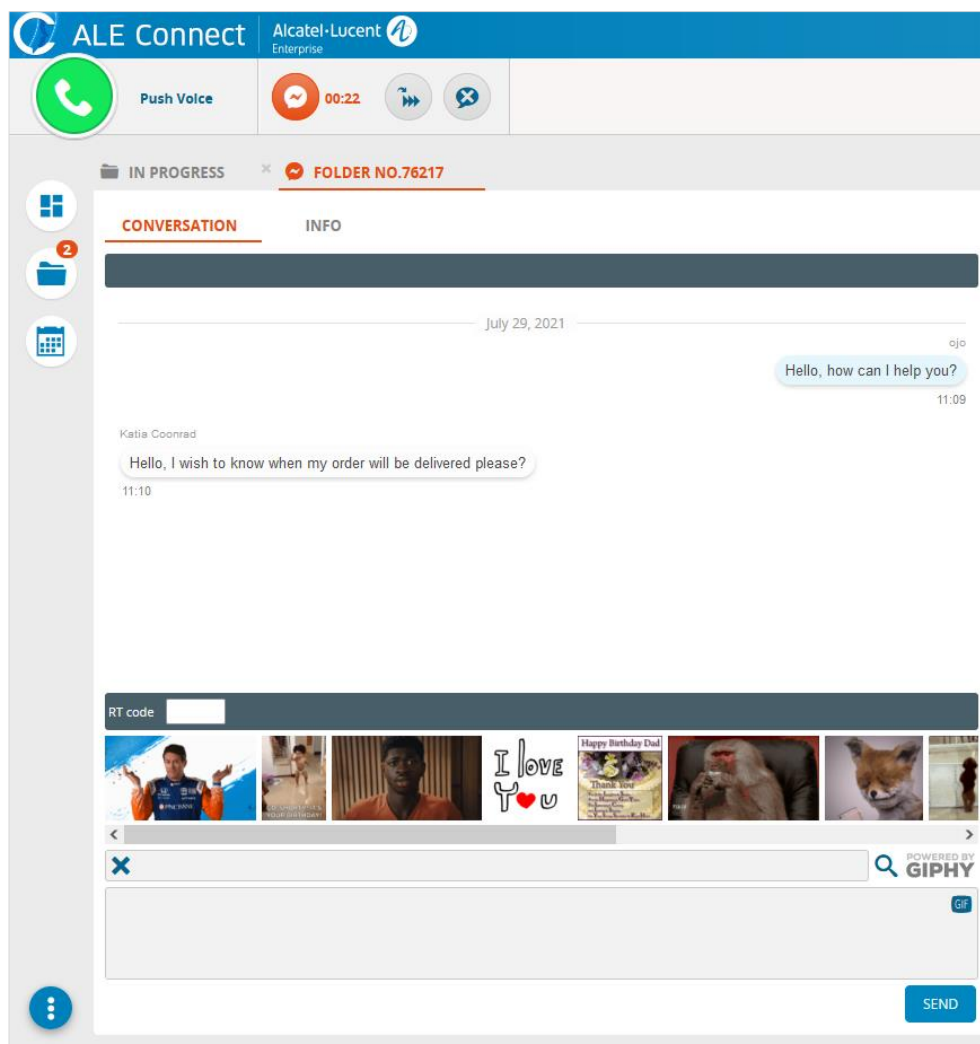 ALE Connect
Alcatel·Lucent
Enterprise
Push Voice
00:22
IN PROGRESS
FOLDER NO.76217
2
CONVERSATION
INFO
July 29, 2021
ojo
Hello, how can I help you?
11:09
Katia Coonrad
Hello, I wish to know when my order will be delivered please?
11:10
RT code
I love
You
Happy Birthday Dad
Thank You
POWERED BY
GIPHY
GIF
SEND